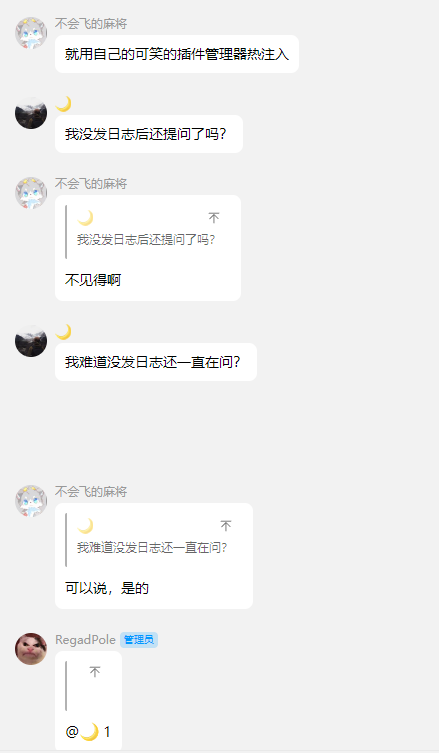 不会飞的麻将🌙
就用自己的可笑的插件管理器热注入
🌙
我没发日志后还提问了吗？
不会飞的麻将
🌙
我没发日志后还提问了吗？
不见得啊
🌙
我难道没发日志还一直在问？
不会飞的麻将
🌙
我难道没发日志还一直在问？
可以说，是的
RegadPole 管理员
@🌙 1